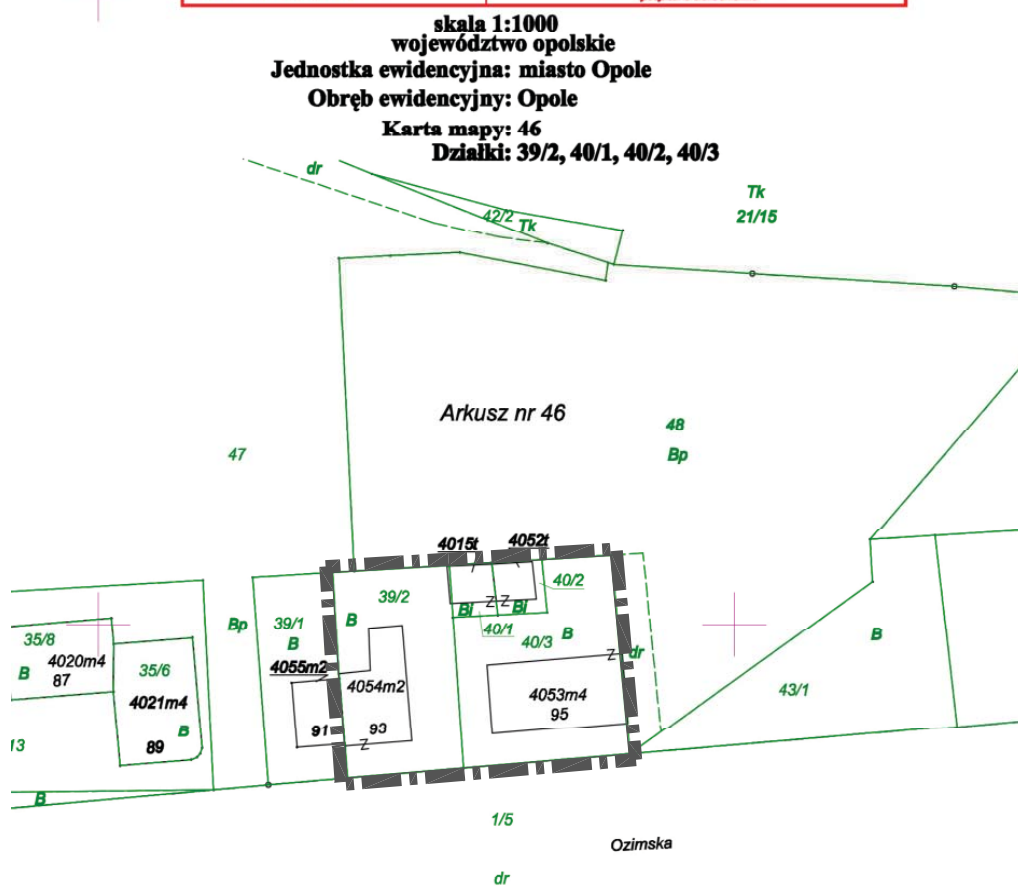 skala 1:1000
województwo opolskie
Jednostka ewidencyjna: miasto Opole
Obręb ewidencyjny: Opole
Karta mapy: 46
Działki: 39/2, 40/1, 40/2, 40/3
dr
Tk
42/2 Tk
21/15
Arkusz nr 46
48
47
Bp
4015t
4052t
40/2
39/2
Bi
Bi
Bp
39/1
B
40/1
B
35/8
B
40/3
dr
B
B
4020m4
35/6
4055m2
87
4054m2
43/1
4021m4
4053m4
95
B
91
93
13
89
B
1/5
Ozimska
dr